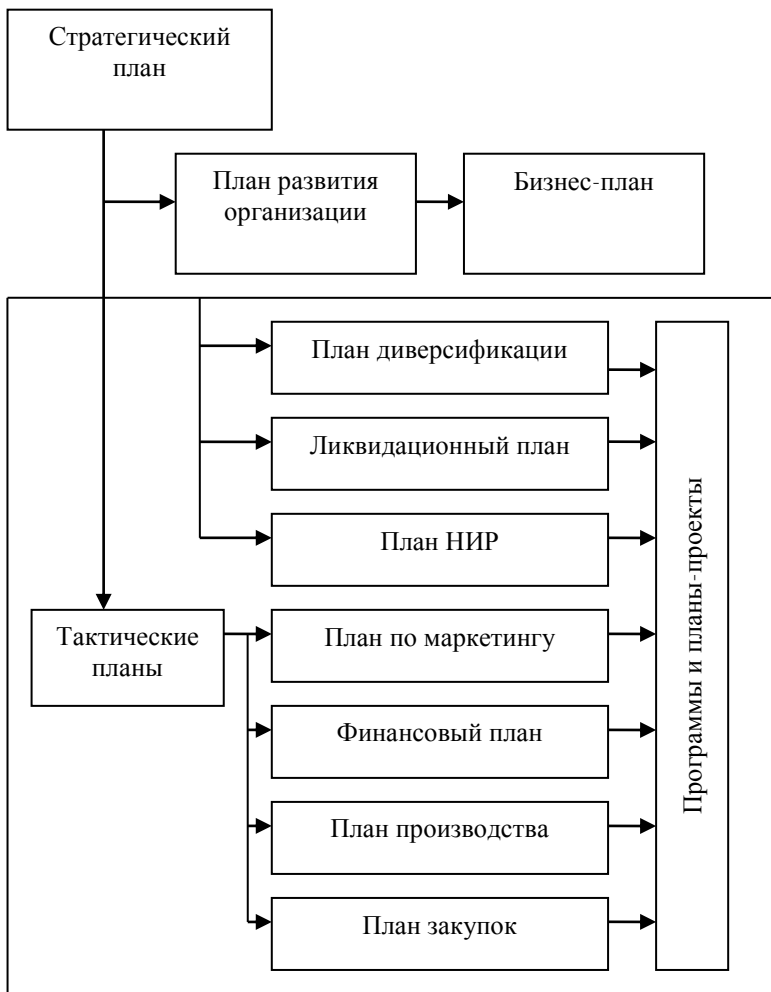 Стратегический
план
План развития
организации
Бизнес-план
План диверсификации
Ликвидационный план
План НИР
Тактические
планы
План по маркетингу
Финансовый план
План производства
План закупок
Программы и планы-проекты